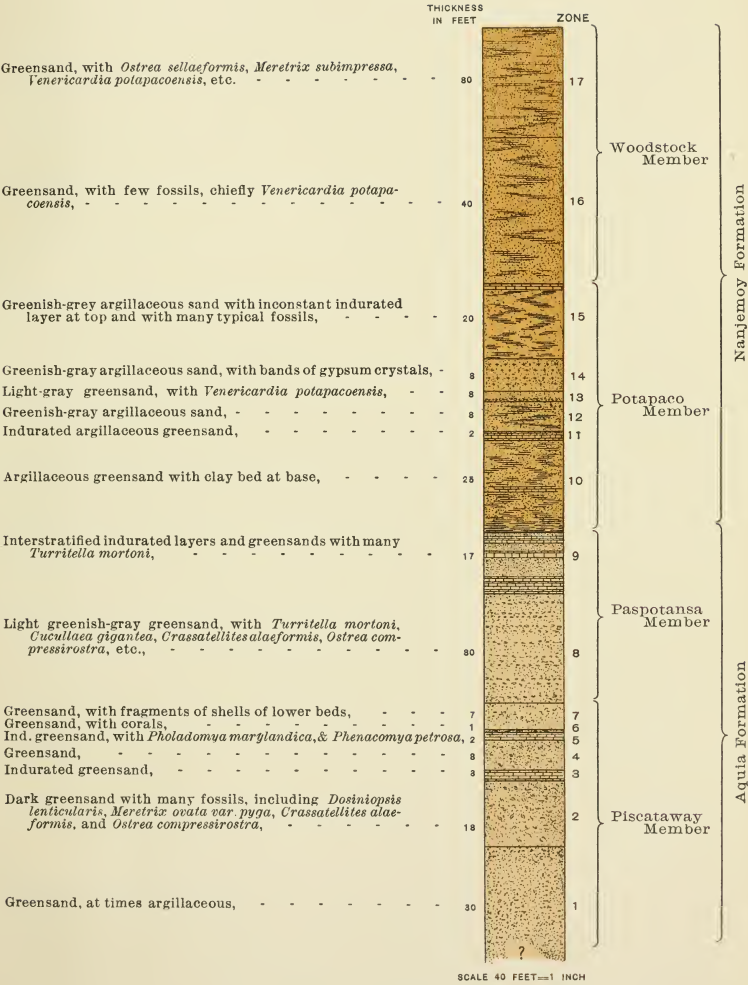 THICKNESS
IN FEET
ZONE
Greensand, with Ostrea sellaeformis, Meretrix subimpressa,
Venericardia potapacoensis, etc. - - - - - - 80 17
Woodstock
Member
Greensand, with few fossils, chiefly Venericardia potapa-
coensis, - - - - - - - - - - - - - 40 16
Nanjemoy Formation
Greenish-grey argillaceous sand with inconstant indurated
layer at top and with many typical fossils, - - - - 20 15
Greenish-gray argillaceous sand, with bands of gypsum crystals, - 8 14
Light-gray greensand, with Venericardia potapacoensis, - - 8 13
Potapaco
Member
Greenish-gray argillaceous sand, - - - - - - - - 8 12
Indurated argillaceous greensand, - - - - - - - 2 11
Argillaceous greensand with clay bed at base, - - - - 25 10
Interstratified indurated layers and greensands with many
Turritella mortoni, - - - - - - - - - 17 9
Paspotansa
Member
Light greenish-gray greensand, with Turritella mortoni,
Cucullaea gigantea, Crassatellites alaeformis, Ostrea com-
pressirostra, etc., - - - - - - - - - - 80 8
Greensand, with fragments of shells of lower beds, - - - 7 7
Greensand, with corals, - - - - - - - - - 1 6
Ind. greensand, with Pholadomya marylandica, & Phenacomya petrosa, 2 5
Greensand, - - - - - - - - - - - - 8 4
Indurated greensand, - - - - - - - - - 3 3
Aquia Formation
Dark greensand with many fossils, including Dosiniopsis
lenticularis, Meretrix ovata var. pyga, Crassatellites alae-
formis, and Ostrea compressirostra, - - - - - 18 2
Piscataway
Member
Greensand, at times argillaceous, - - - - - - - 30 1
?
SCALE 40 FEET=1 INCH